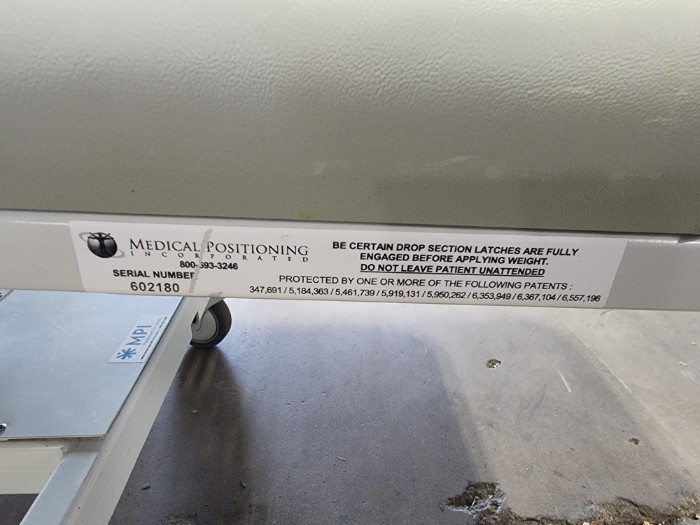 MEDICAL POSITIONING
INCORPORATED
800-593-3246
SERIAL NUMBER
602180
BE CERTAIN DROP SECTION LATCHES ARE FULLY
ENGAGED BEFORE APPLYING WEIGHT.
DO NOT LEAVE PATIENT UNATTENDED
PROTECTED BY ONE OR MORE OF THE FOLLOWING PATENTS :
347,691 / 5,184,363 / 5,461,739 / 5,919,131 / 5,950,262 / 6,353,949 / 6,367,104 / 6,557,196
MPI